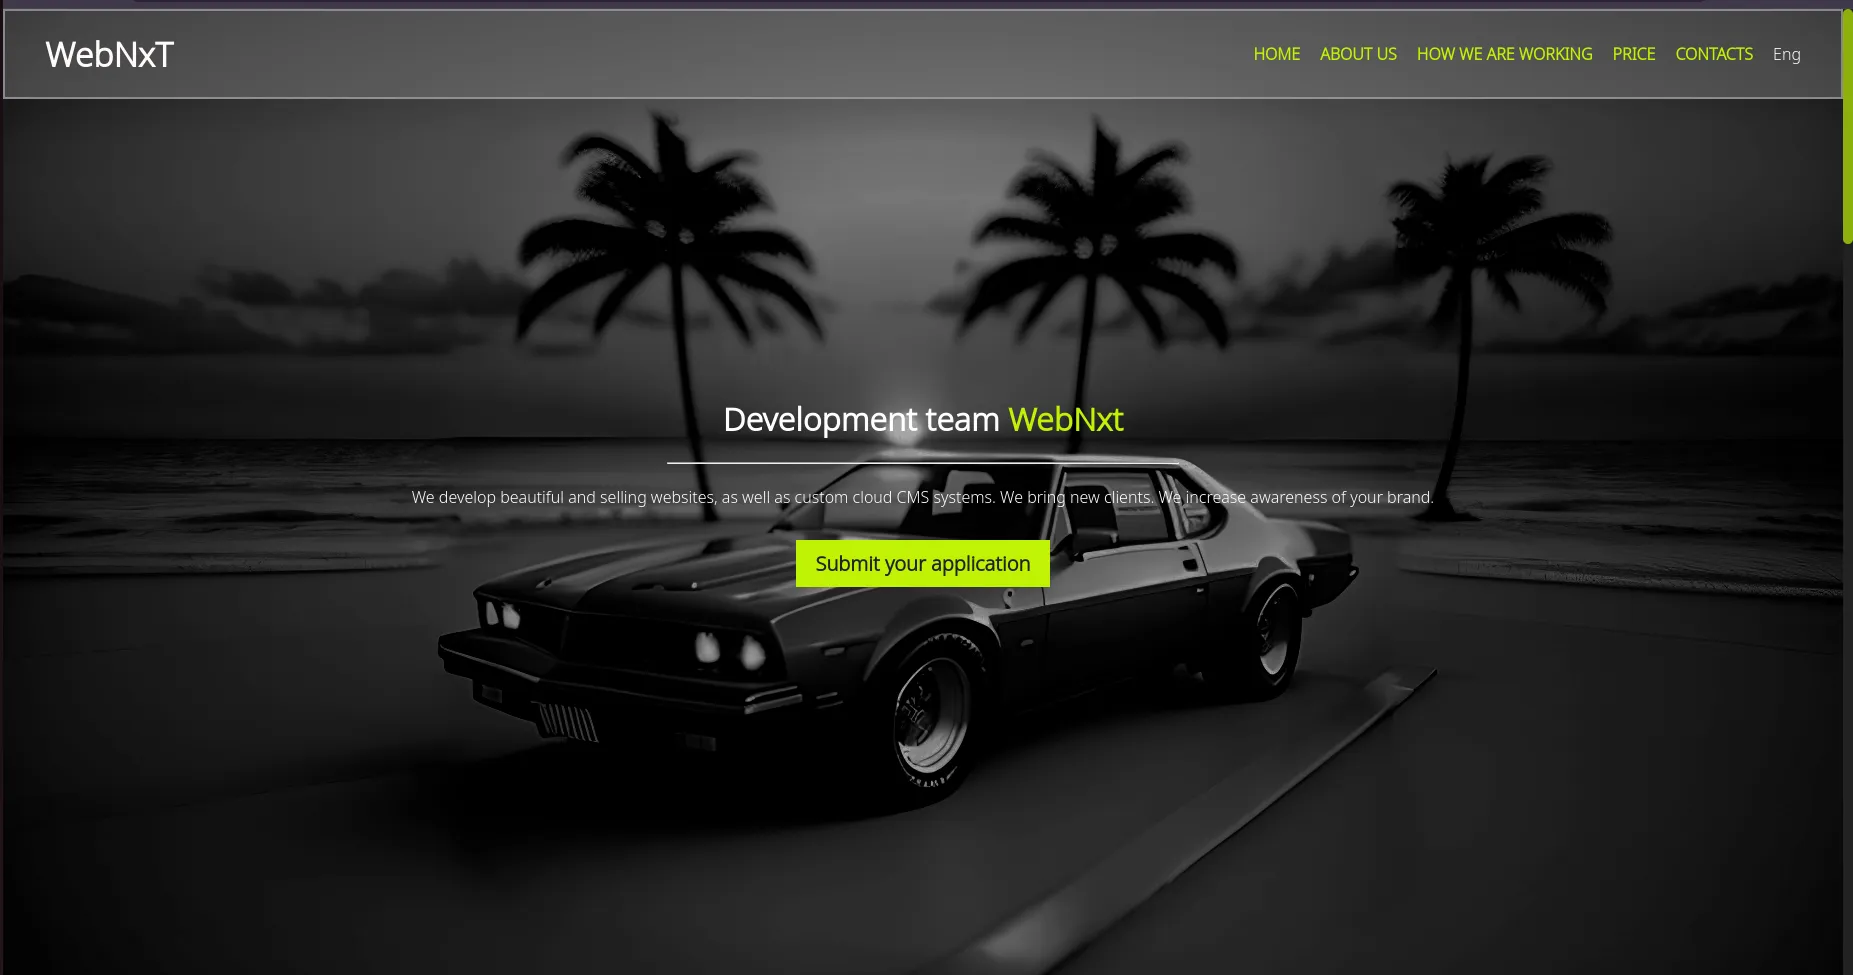 WebNxT
HOME ABOUT US HOW WE ARE WORKING PRICE CONTACTS Eng
Development team WebNxt
We develop beautiful and selling websites, as well as custom cloud CMS systems. We bring new clients. We increase awareness of your brand.
Submit your application